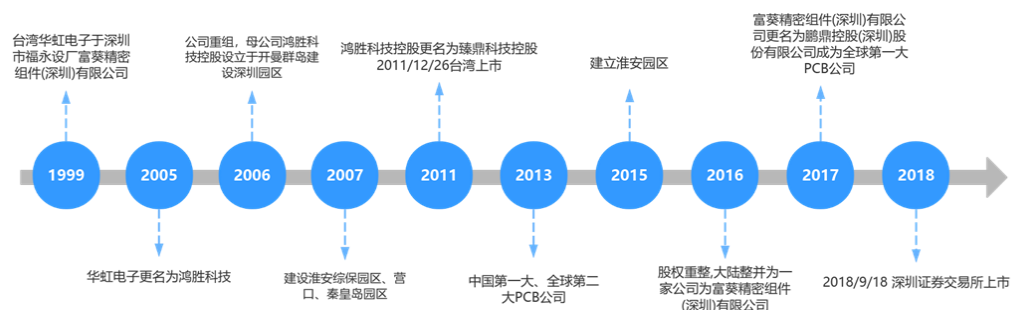 台湾华虹电子于深圳
市福永设厂富葵精密
组件(深圳)有限公司
公司重组，母公司鸿胜科
技控股设立于开曼群岛建
设深圳园区
鸿胜科技控股更名为臻鼎科技控股
2011/12/26台湾上市
建立淮安园区
富葵精密组件(深圳)有限公
司更名为鹏鼎控股(深圳)股
份有限公司成为全球第一大
PCB公司
1999
2005
2006
2007
2011
2013
2015
2016
2017
2018
华虹电子更名为鸿胜科技
建设淮安综保园区、营
口、秦皇岛园区
中国第一大、全球第二
大PCB公司
股权重整,大陆整并为一
家公司为富葵精密组件
(深圳)有限公司
2018/9/18 深圳证券交易所上市